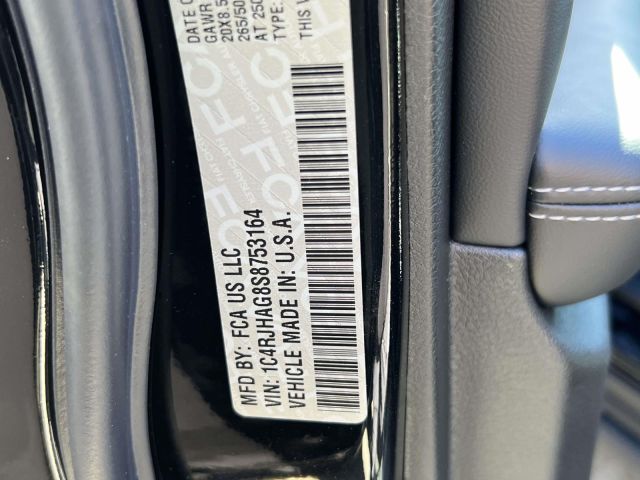 DATE O
GAWR
20X8.5
265/50
AT 250
TYPE:
THIS V
MFD BY: FCA US LLC
VIN: 1C4RJHAG8S8753164
VEHICLE MADE IN: U.S.A.